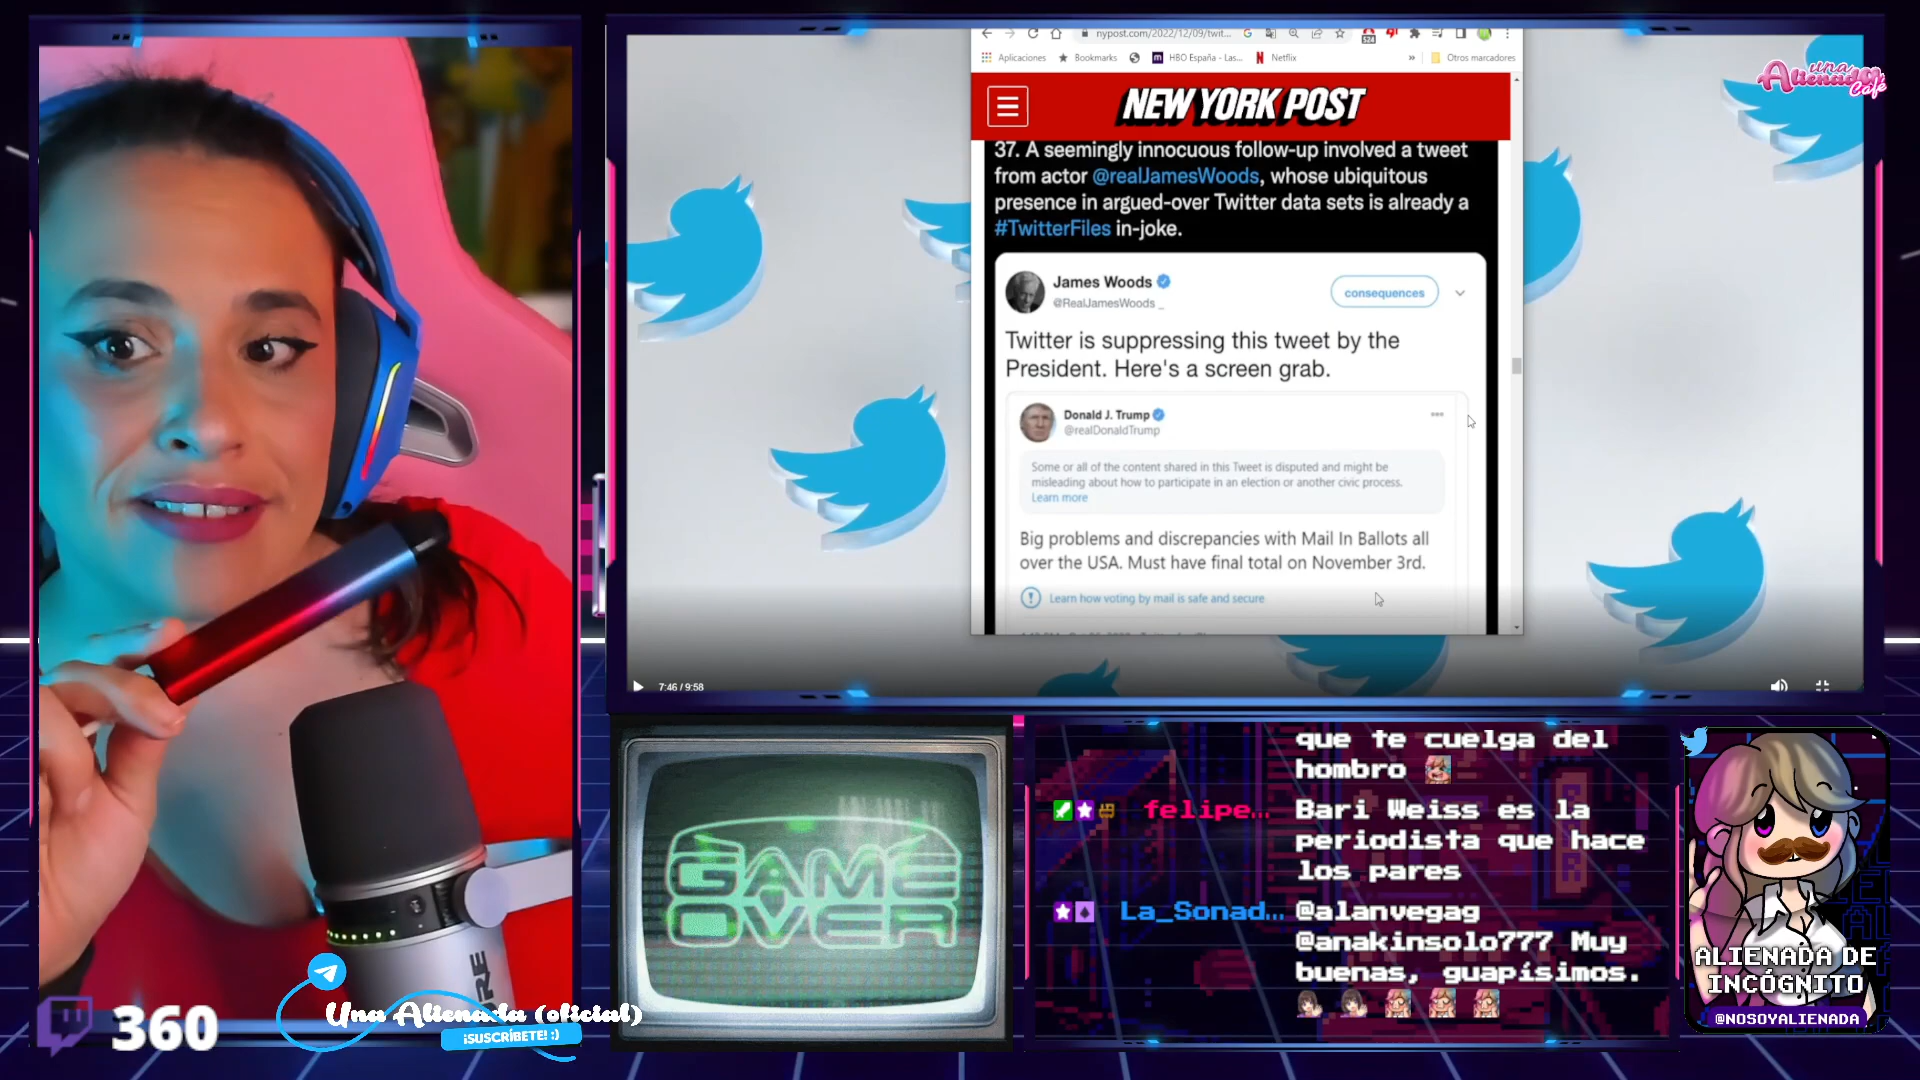 nypost.com/2022/12/09/twit...
Aplicaciones
Bookmarks
HBO España - Las...
Netflix
»
Otros marcadores
NEW YORK POST
37. A seemingly innocuous follow-up involved a tweet
from actor @realJamesWoods, whose ubiquitous
presence in argued-over Twitter data sets is already a
#TwitterFiles in-joke.
James Woods
@RealJamesWoods _
consequences
Twitter is suppressing this tweet by the
President. Here's a screen grab.
Donald J. Trump
@realDonaldTrump
Some or all of the content shared in this Tweet is disputed and might be
misleading about how to participate in an election or another civic process.
Learn more
Big problems and discrepancies with Mail In Ballots all
over the USA. Must have final total on November 3rd.
Learn how voting by mail is safe and secure
7:46 / 9:58
una
Alienada
Café
GAME
OVER
que te cuelga del
hombro
felipe... Bari Weiss es la
periodista que hace
los pares
La_Sonad... @alanvegag
@anakinsolo777 Muy
buenas, guapísimos.
ALIENADA DE
INCÓGNITO
@NOSOYALIENADA
360
Una Alienada (oficial)
¡SUSCRÍBETE! :)